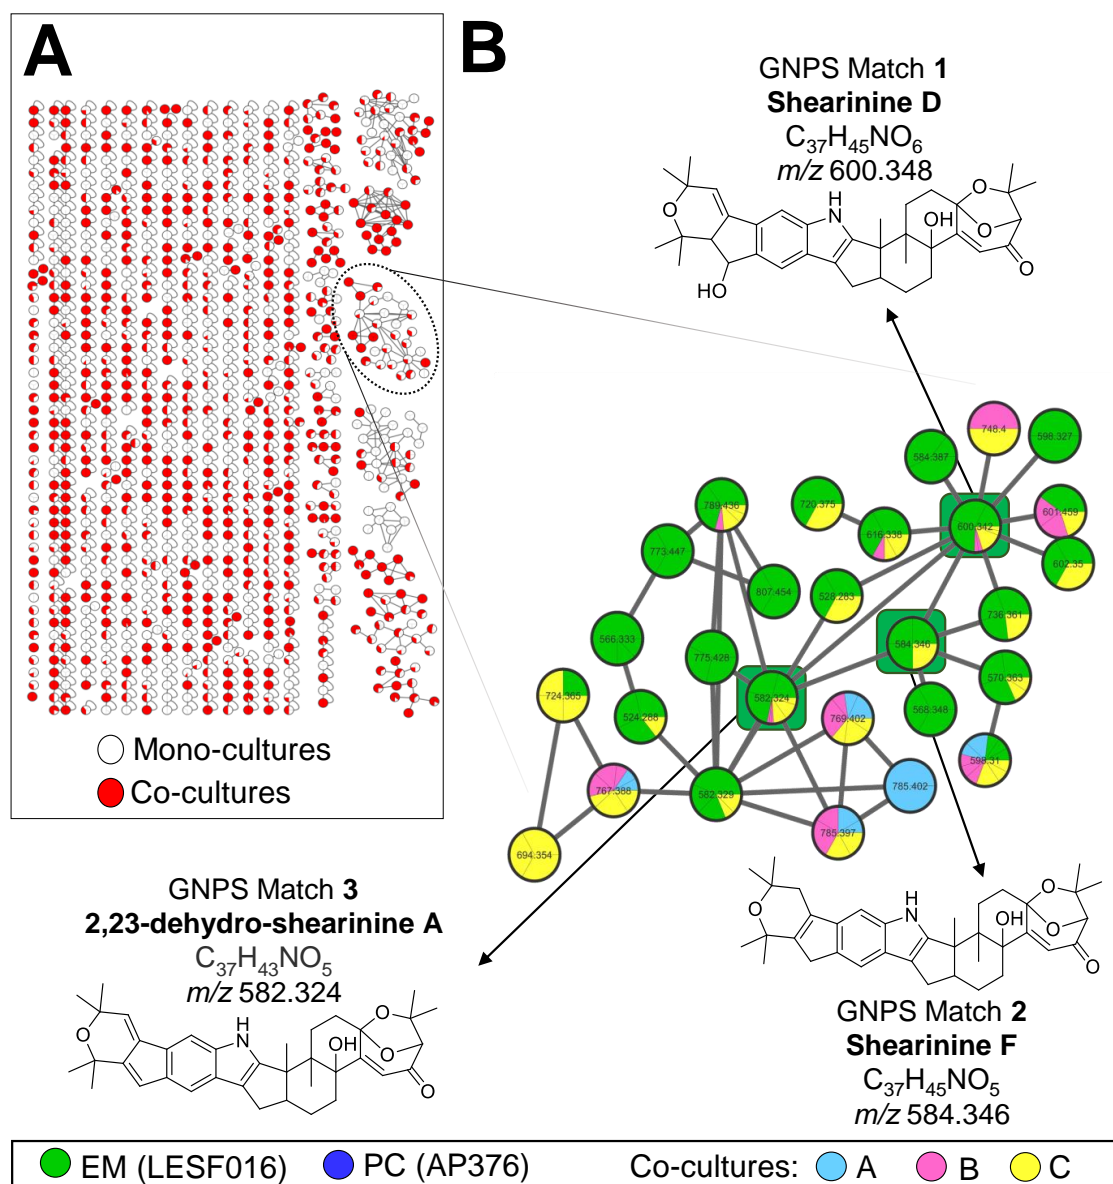 A
B
GNPS Match 1
Shearinine D
C₃₇H₄₅NO₆
m/z 600.348
O
HO
H
N
OH
O
O
O
748.4
584.387
598.327
789.436
720.375
616.338
600.342
601.459
602.35
773.447
807.454
528.283
736.361
566.333
775.426
584.346
570.363
724.365
524.288
582.324
769.402
568.348
598.31
767.388
582.329
785.402
785.397
694.354
Mono-cultures
Co-cultures
GNPS Match 3
2,23-dehydro-shearinine A
C₃₇H₄₃NO₅
m/z 582.324
O
H
N
OH
O
O
O
O
H
N
OH
O
O
O
GNPS Match 2
Shearinine F
C₃₇H₄₅NO₅
m/z 584.346
EM (LESF016) PC (AP376) Co-cultures: A B C